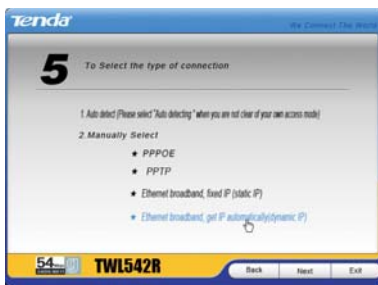 Tenda
We Connect The World
5
To Select the type of connection
1. Auto detect (Please select "Auto detecting" when you are not clear of your own access mode)
2. Manually Select
★ PPPOE
★ PPTP
★ Ethernet broadband, fixed IP (static IP)
★ Ethernet broadband, get IP automatically(dynamic IP)
54
TWL542R
Back
Next
Exit